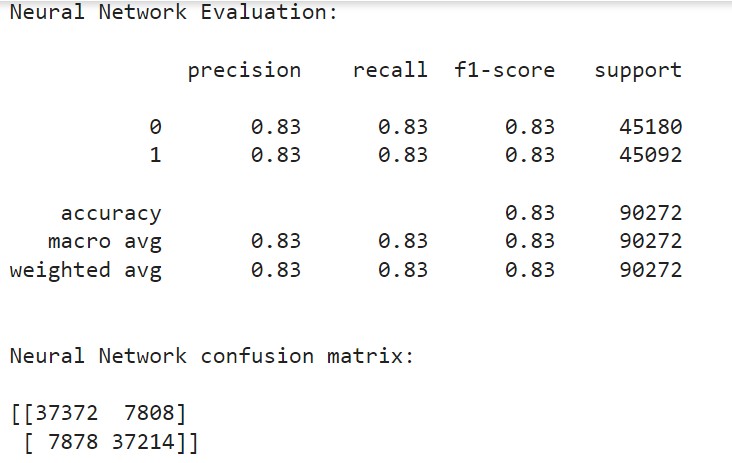 Neural Network Evaluation:
precision recall f1-score support
0 0.83 0.83 0.83 45180
1 0.83 0.83 0.83 45092
accuracy 0.83 90272
macro avg 0.83 0.83 0.83 90272
weighted avg 0.83 0.83 0.83 90272
Neural Network confusion matrix:
[[37372 7808]
[ 7878 37214]]